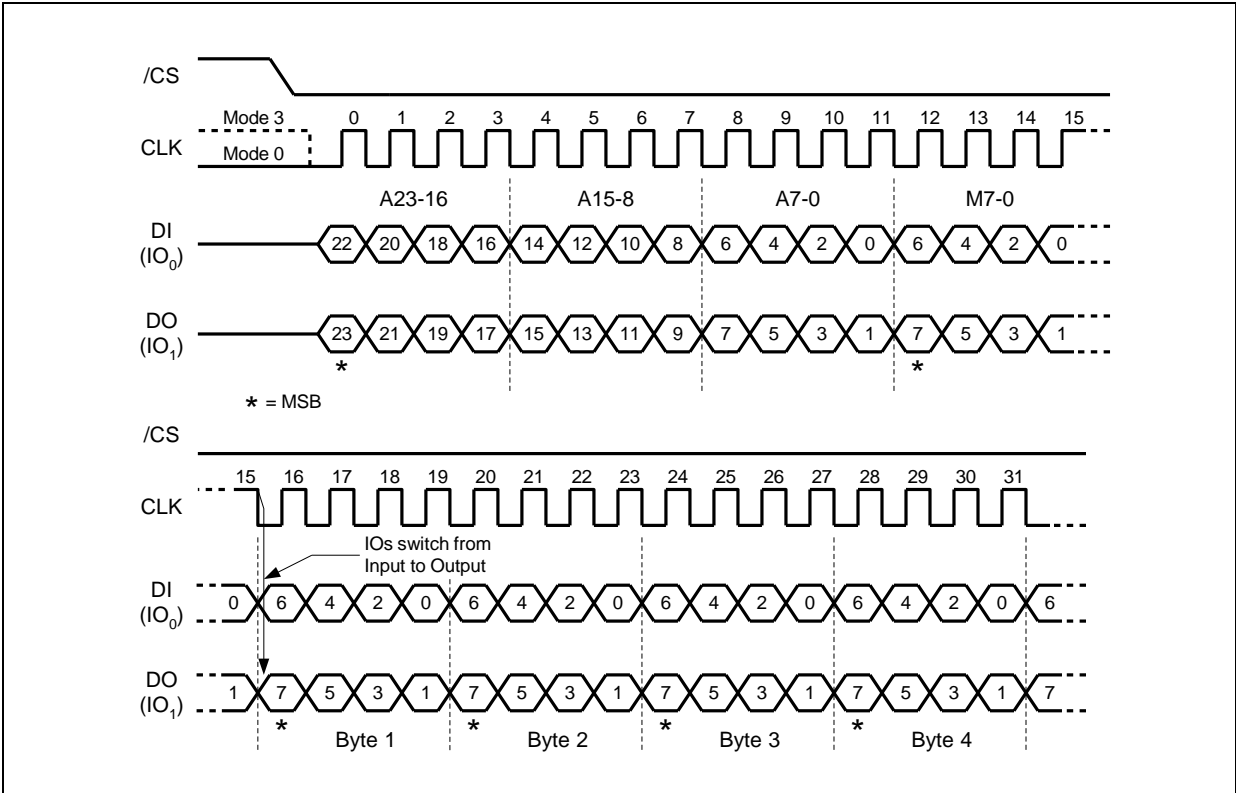 /CS
Mode 3
0 1 2 3 4 5 6 7 8 9 10 11 12 13 14 15
CLK
Mode 0
A23-16 A15-8 A7-0 M7-0
DI
(IO0)
22 20 18 16 14 12 10 8 6 4 2 0 6 4 2 0
DO
(IO1)
23 21 19 17 15 13 11 9 7 5 3 1 7 5 3 1
* *
* = MSB
/CS
15 16 17 18 19 20 21 22 23 24 25 26 27 28 29 30 31
CLK
IOs switch from
Input to Output
DI
(IO0)
0 6 4 2 0 6 4 2 0 6 4 2 0 6 4 2 0 6
DO
(IO1)
1 7 5 3 1 7 5 3 1 7 5 3 1 7 5 3 1 7
* * * *
Byte 1 Byte 2 Byte 3 Byte 4